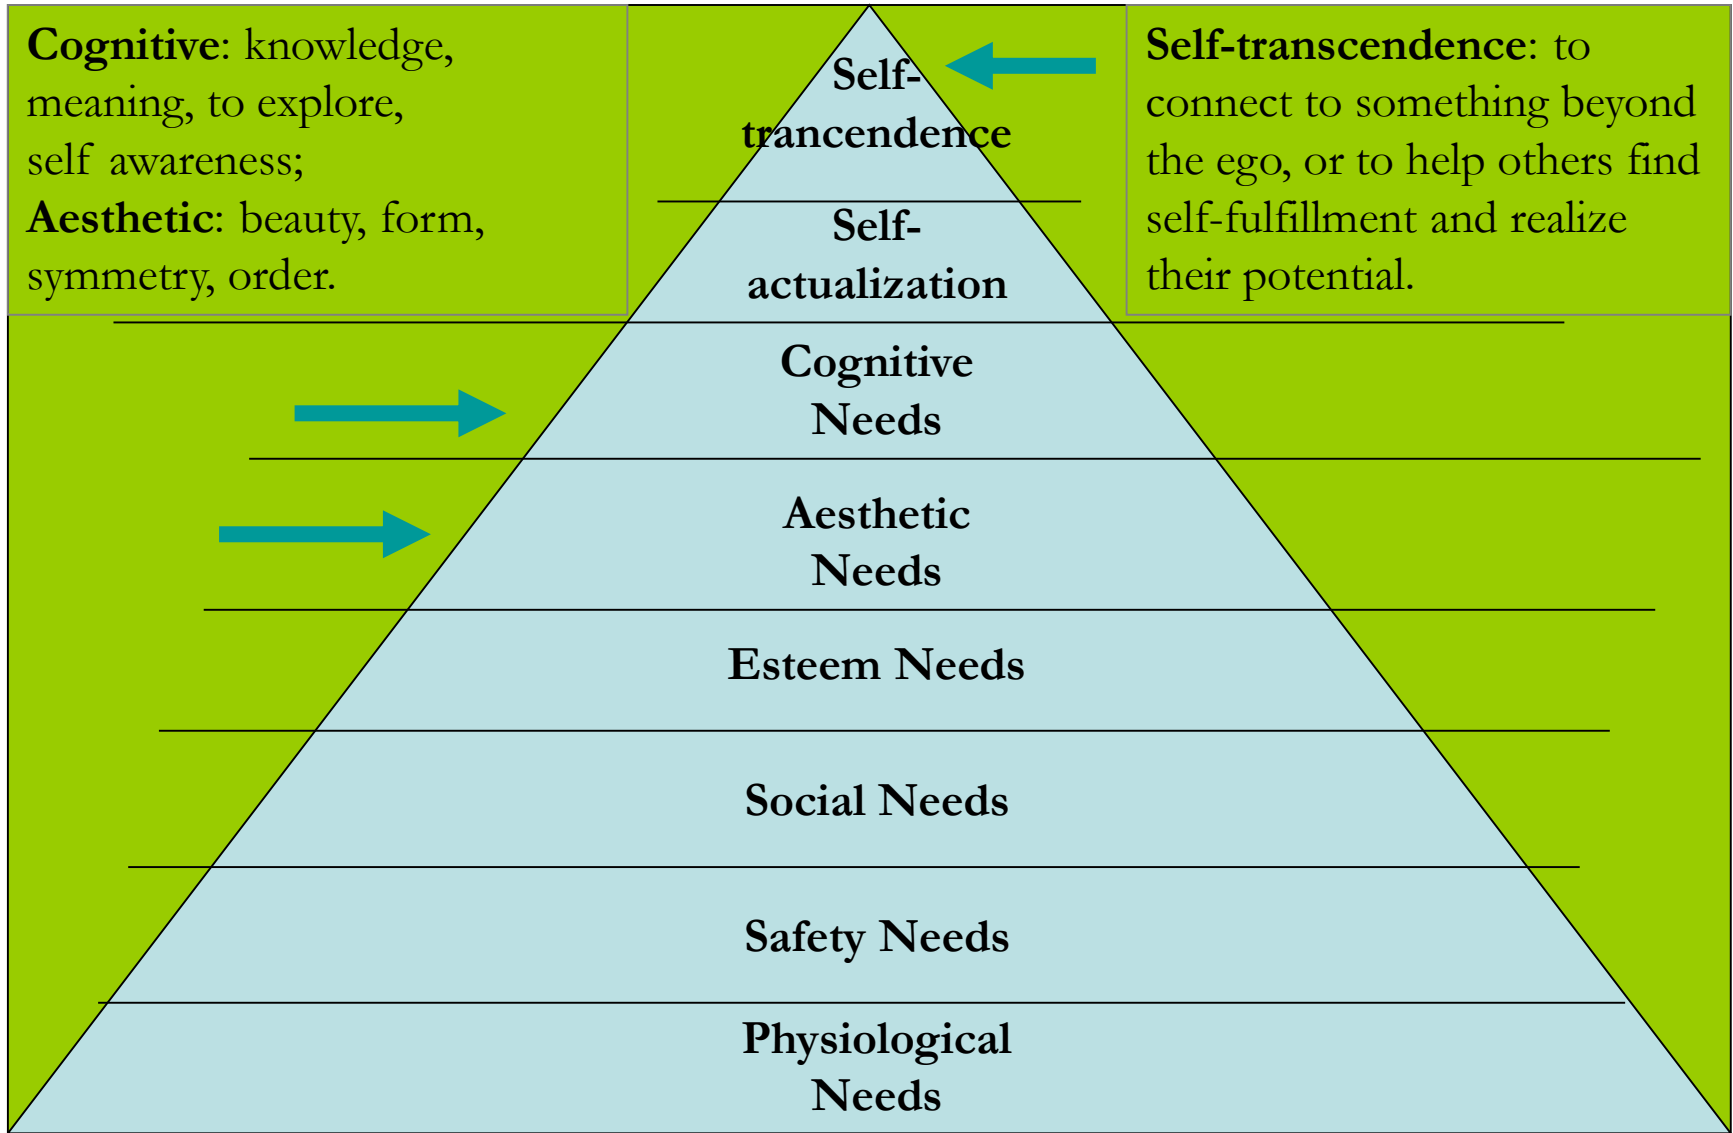 Cognitive: knowledge,
meaning, to explore,
self awareness;
Aesthetic: beauty, form,
symmetry, order.
Self-transcendence: to
connect to something beyond
the ego, or to help others find
self-fulfillment and realize
their potential.
Self-
trancendence
Self-
actualization
Cognitive
Needs
Aesthetic
Needs
Esteem Needs
Social Needs
Safety Needs
Physiological
Needs